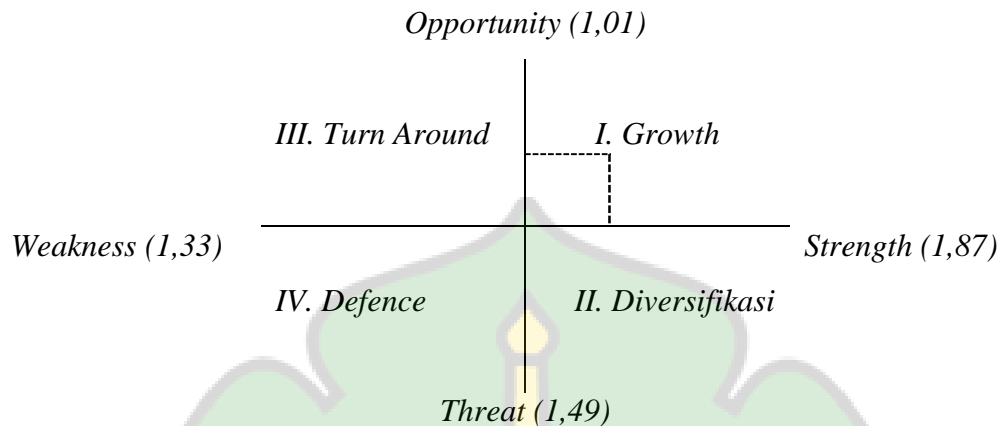 Opportunity (1,01)
III. Turn Around
I. Growth
Weakness (1,33)
Strength (1,87)
IV. Defence
II. Diversifikasi
Threat (1,49)